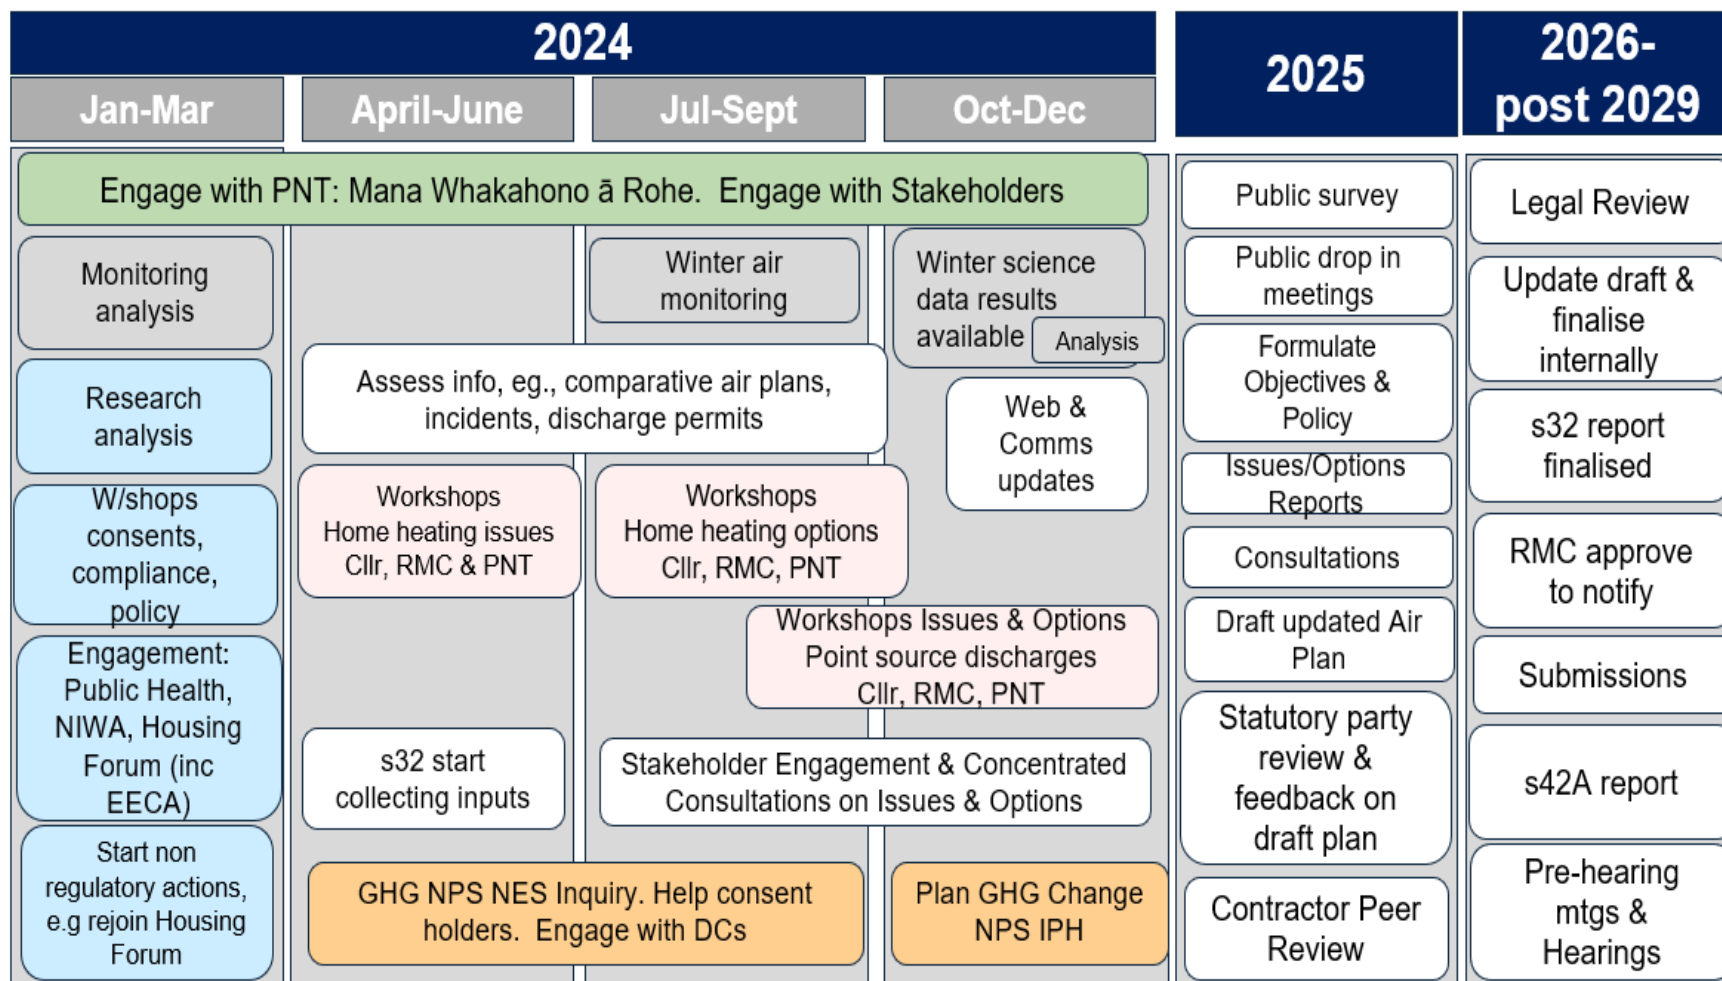 2024
2025
2026-
post 2029
Jan-Mar
April-June
Jul-Sept
Oct-Dec
Engage with PNT: Mana Whakahono ā Rohe.  Engage with Stakeholders
Monitoring
analysis
Research
analysis
W/shops
consents,
compliance,
policy
Engagement:
Public Health,
NIWA, Housing
Forum (inc
EECA)
Start non
regulatory actions,
e.g rejoin Housing
Forum
Winter air
monitoring
Winter science
data results
available
Analysis
Assess info, eg., comparative air plans,
incidents, discharge permits
Web &
Comms
updates
Workshops
Home heating issues
Cllr, RMC & PNT
Workshops
Home heating options
Cllr, RMC, PNT
Workshops Issues & Options
Point source discharges
Cllr, RMC, PNT
s32 start
collecting inputs
Stakeholder Engagement & Concentrated
Consultations on Issues & Options
GHG NPS NES Inquiry. Help consent
holders.  Engage with DCs
Plan GHG Change
NPS IPH
Public survey
Public drop in
meetings
Formulate
Objectives &
Policy
Issues/Options
Reports
Consultations
Draft updated Air
Plan
Statutory party
review &
feedback on
draft plan
Contractor Peer
Review
Legal Review
Update draft &
finalise
internally
s32 report
finalised
RMC approve
to notify
Submissions
s42A report
Pre-hearing
mtgs &
Hearings